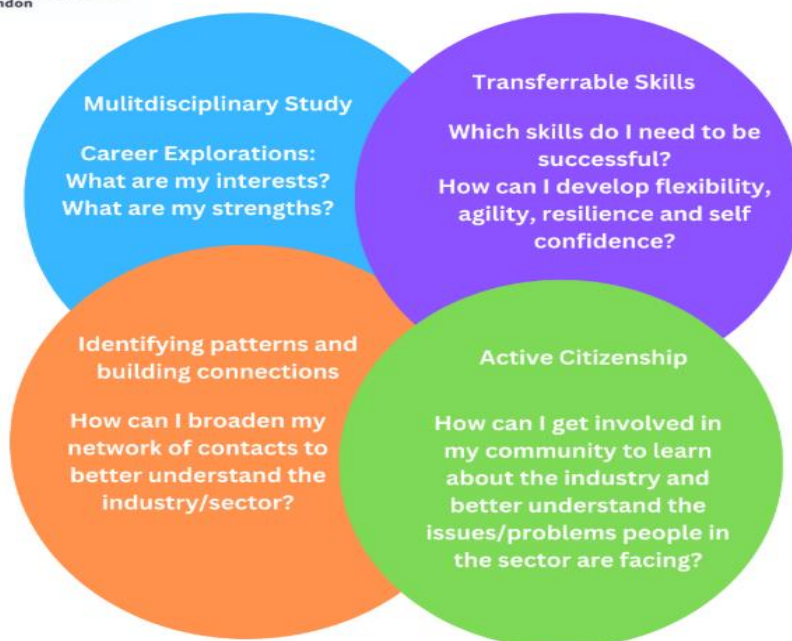 ndon
Mulitdisciplinary Study
Career Explorations:
What are my interests?
What are my strengths?
Transferrable Skills
Which skills do I need to be
successful?
How can I develop flexibility,
agility, resilience and self
confidence?
Identifying patterns and
building connections
How can I broaden my
network of contacts to
better understand the
industry/sector?
Active Citizenship
How can I get involved in
my community to learn
about the industry and
better understand the
issues/problems people in
the sector are facing?